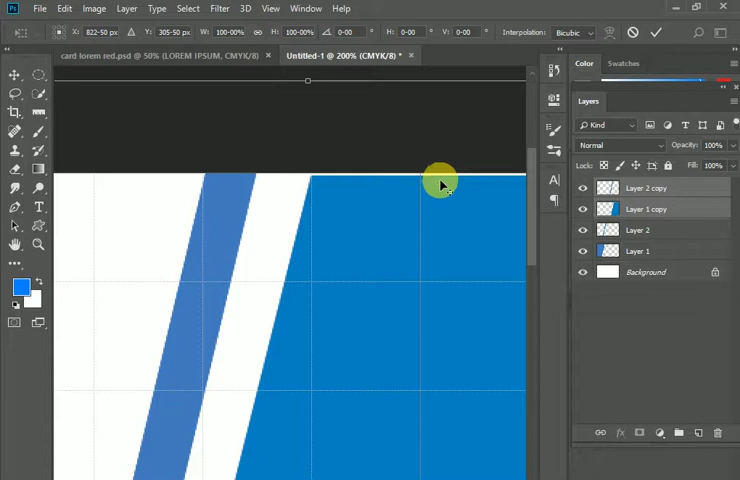 Ps File Edit Image Layer Type Select Filter 3D View Window Help
X: 822-50 px Y: 305-50 px W: 100-00% H: 100-00% 0-00 ° H: 0-00 ° V: 0-00 ° Interpolation: Bicubic
card lorem red.psd @ 50% (LOREM IPSUM, CMYK/8) × Untitled-1 @ 200% (CMYK/8) * ×
Color Swatches
Layers
Kind
Normal Opacity: 100%
Lock: Fill: 100%
Layer 2 copy
Layer 1 copy
Layer 2
Layer 1
Background